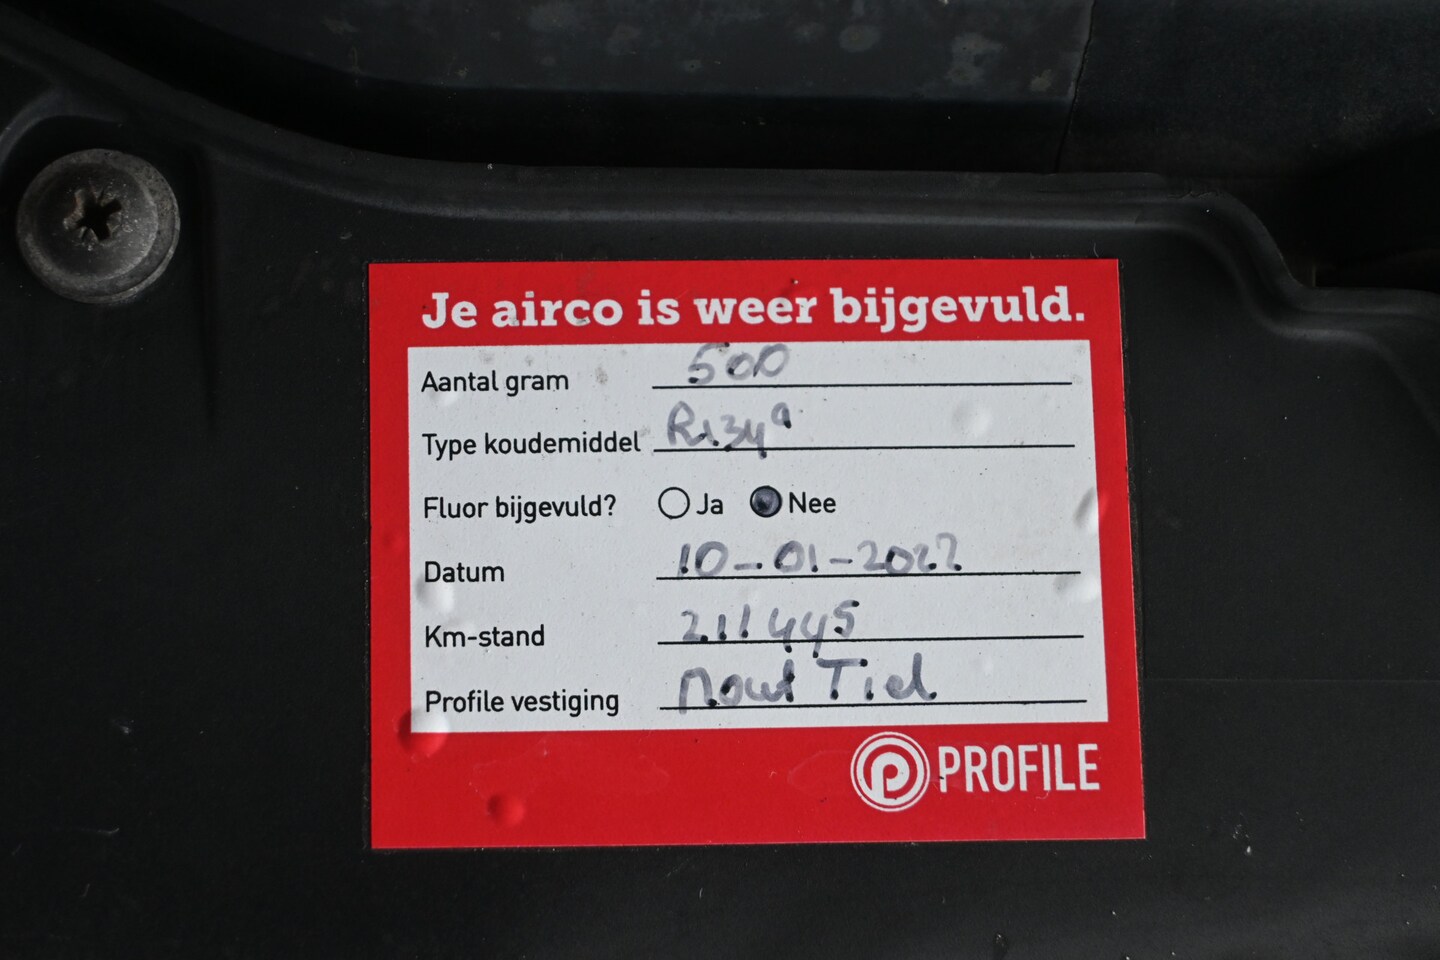 Je airco is weer bijgevuld.
Aantal gram 500
Type koudemiddel R134a
Fluor bijgevuld? Ja Nee
Datum 10-01-2022
Km-stand 211445
Profile vestiging Nout Tiel
PROFILE